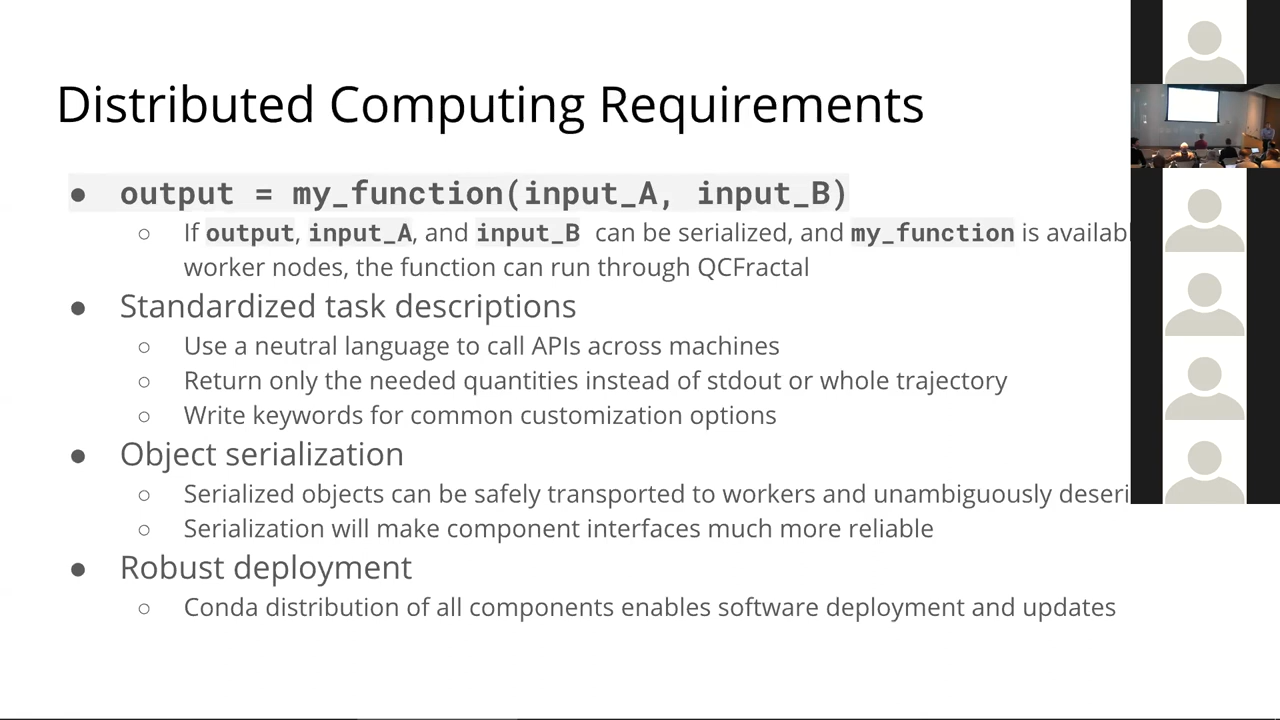 Distributed Computing Requirements
● output = my_function(input_A, input_B)
○ If output, input_A, and input_B can be serialized, and my_function is
worker nodes, the function can run through QCFractal
● Standardized task descriptions
○ Use a neutral language to call APIs across machines
○ Return only the needed quantities instead of stdout or whole trajectory
○ Write keywords for common customization options
● Object serialization
○ Serialized objects can be safely transported to workers and unambiguously
○ Serialization will make component interfaces much more reliable
● Robust deployment
○ Conda distribution of all components enables software deployment and updates